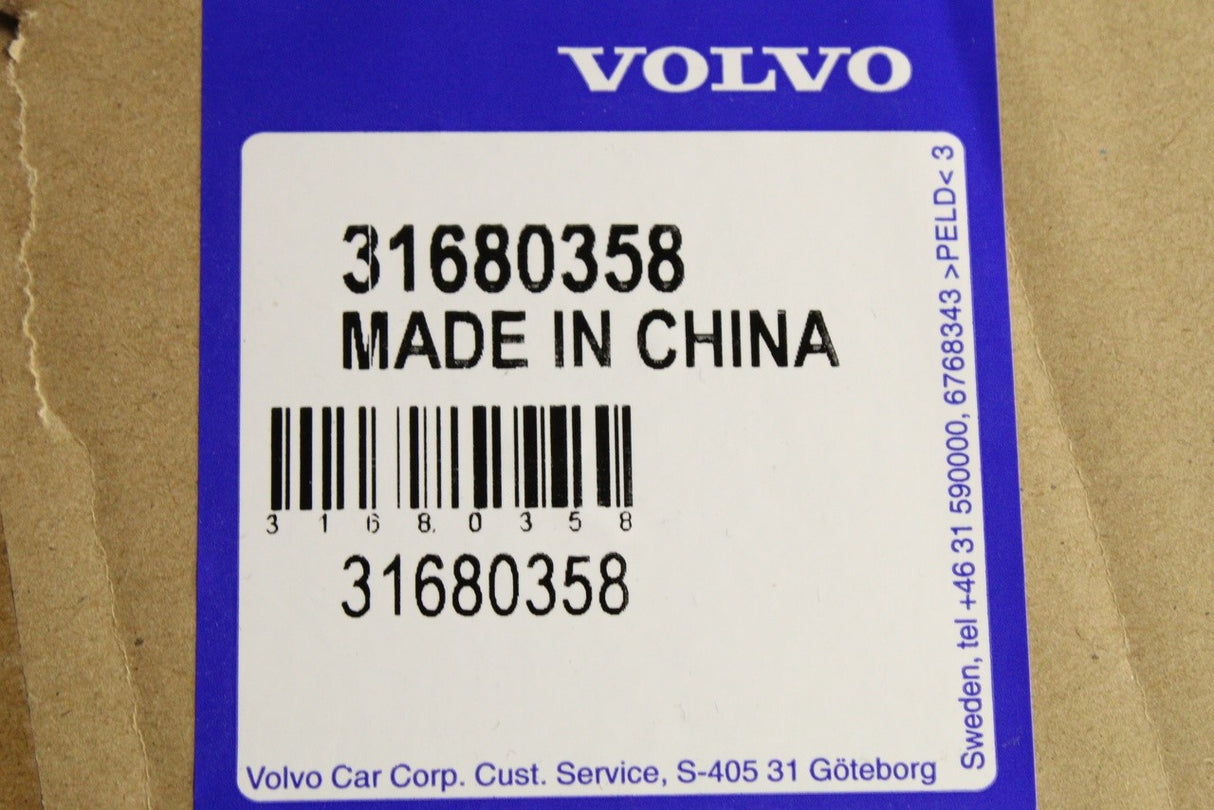 VOLVO
31680358
MADE IN CHINA
3 1 6 8 0 3 5 8
31680358
Volvo Car Corp. Cust. Service, S-405 31 Göteborg
Sweden, tel +46 31 590000, 6768343 >PELD< 3